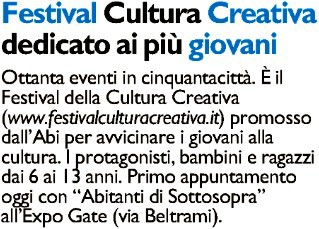 Festival Cultura Creativa
dedicato ai più giovani
Ottanta eventi in cinquantacittà. È il
Festival della Cultura Creativa
(www.festivalculturacreativa.it) promosso
dall'Abi per avvicinare i giovani alla
cultura. I protagonisti, bambini e ragazzi
dai 6 ai 13 anni. Primo appuntamento
oggi con “Abitanti di Sottosopra”
all'Expo Gate (via Beltrami).